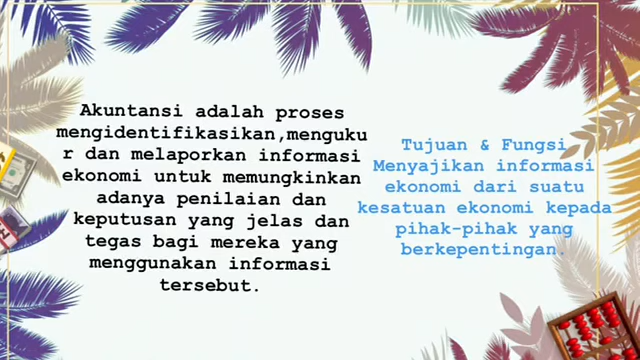 Akuntansi adalah proses
mengidentifikasikan,menguku
r dan melaporkan informasi
ekonomi untuk memungkinkan
adanya penilaian dan
keputusan yang jelas dan
tegas bagi mereka yang
menggunakan informasi
tersebut.
Tujuan & Fungsi
Menyajikan informasi
ekonomi dari suatu
kesatuan ekonomi kepada
pihak-pihak yang
berkepentingan.